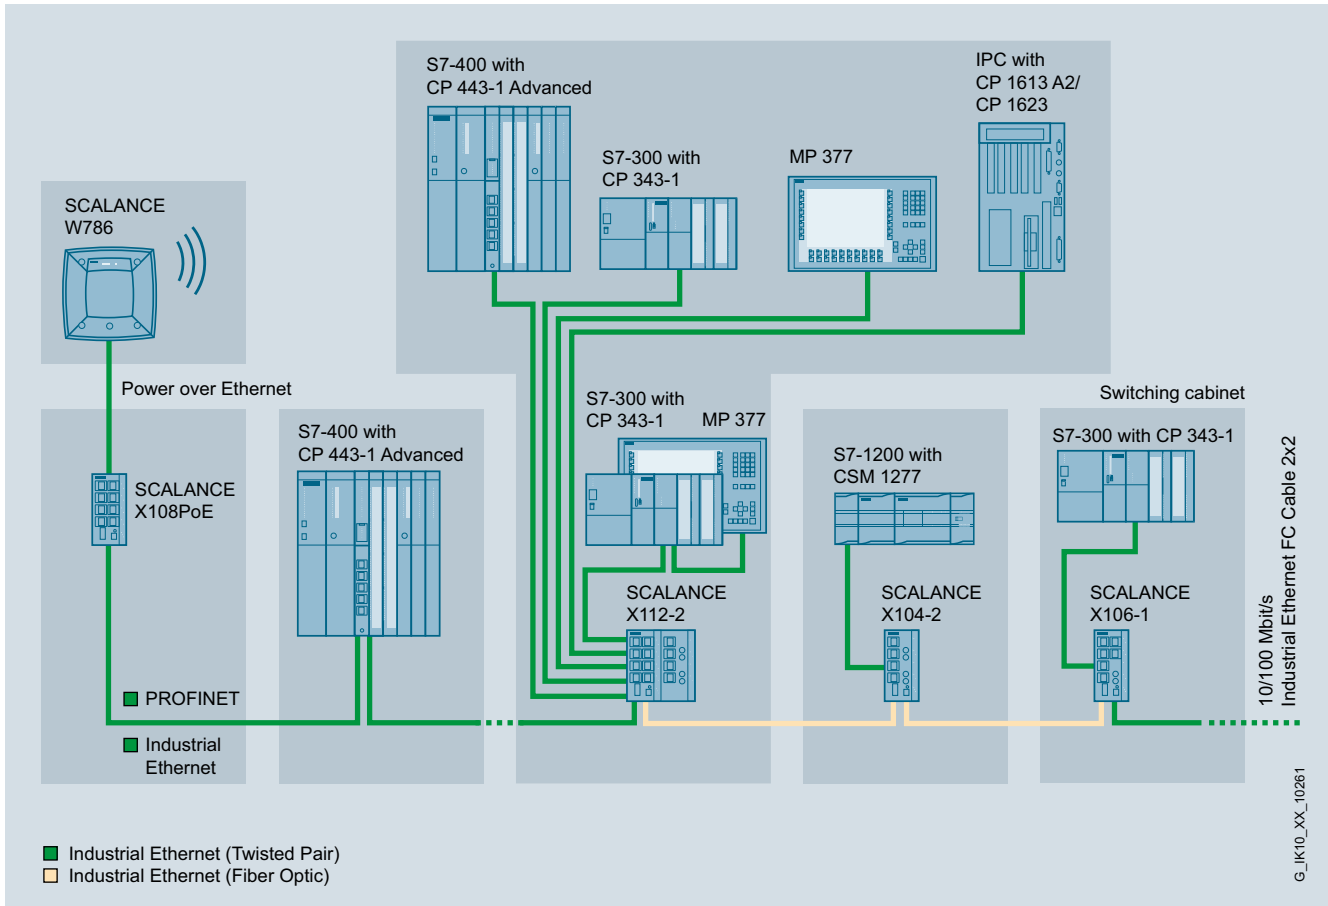 S7-400 with
CP 443-1 Advanced
IPC with
CP 1613 A2/
CP 1623
S7-300 with
CP 343-1
MP 377
SCALANCE
W786
Power over Ethernet
SCALANCE
X108PoE
S7-400 with
CP 443-1 Advanced
S7-300 with
CP 343-1
MP 377
S7-1200 with
CSM 1277
Switching cabinet
S7-300 with CP 343-1
SCALANCE
X112-2
SCALANCE
X104-2
SCALANCE
X106-1
10/100 Mbit/s
Industrial Ethernet FC Cable 2x2
PROFINET
Industrial
Ethernet
Industrial Ethernet (Twisted Pair)
Industrial Ethernet (Fiber Optic)
G_IK10_XX_10261